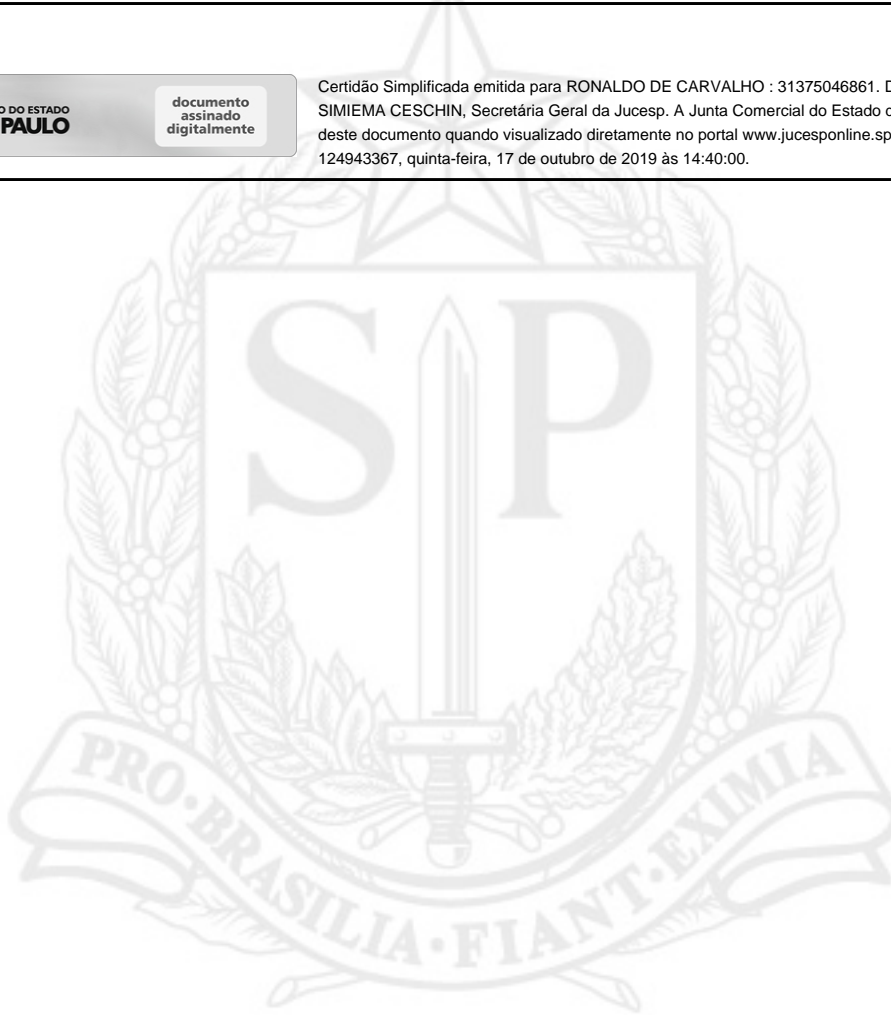 O DO ESTADO
PAULO
documento
assinado
digitalmente
Certidão Simplificada emitida para RONALDO DE CARVALHO : 31375046861. D
SIMIEMA CESCHIN, Secretária Geral da Jucesp. A Junta Comercial do Estado
deste documento quando visualizado diretamente no portal www.jucesponline.sp
124943367, quinta-feira, 17 de outubro de 2019 às 14:40:00.
SP
PRO·BRASILIA·FIANT·EXIMIA